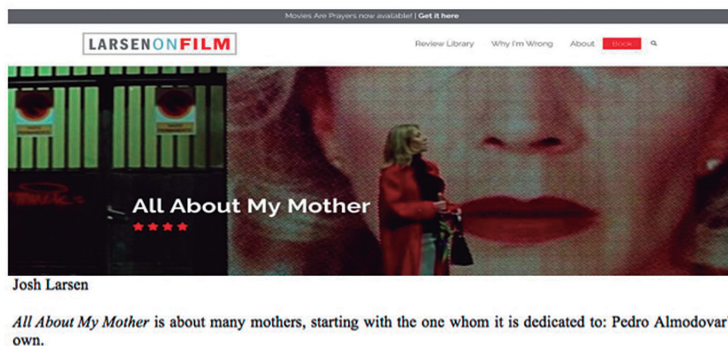 Movies Are Prayers now available! | Get it here
LARSENONFILM
Review Library Why I'm Wrong About Book
All About My Mother
Josh Larsen
All About My Mother is about many mothers, starting with the one whom it is dedicated to: Pedro Almodovar'
own.